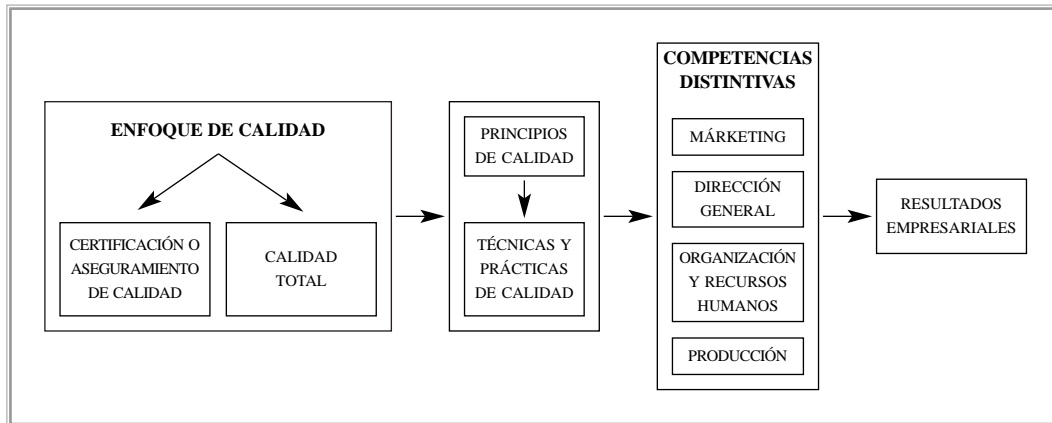 ENFOQUE DE CALIDAD
CERTIFICACIÓN O
ASEGURAMIENTO
DE CALIDAD
CALIDAD
TOTAL
PRINCIPIOS
DE CALIDAD
TÉCNICAS Y
PRÁCTICAS
DE CALIDAD
COMPETENCIAS
DISTINTIVAS
MÁRKETING
DIRECCIÓN
GENERAL
ORGANIZACIÓN
Y RECURSOS
HUMANOS
PRODUCCIÓN
RESULTADOS
EMPRESARIALES